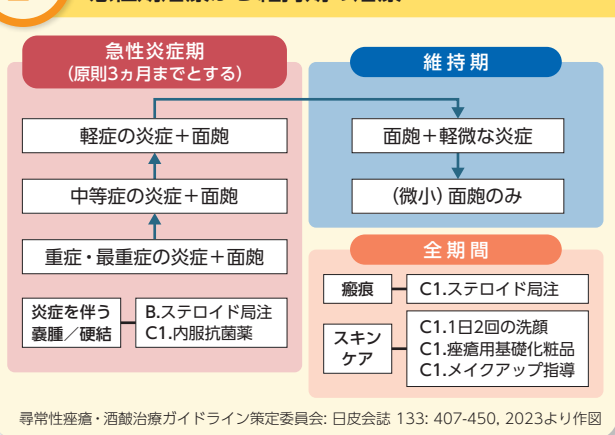 急性炎症期
(原則3ヵ月までとする)
軽症の炎症+面皰
中等症の炎症+面皰
重症・最重症の炎症+面皰
炎症を伴う
嚢腫/硬結
B.ステロイド局注
C1.内服抗菌薬
維持期
面皰+軽微な炎症
(微小)面皰のみ
全期間
瘢痕
C1.ステロイド局注
スキン
ケア
C1.1日2回の洗顔
C1.痤瘡用基礎化粧品
C1.メイクアップ指導
尋常性痤瘡・酒皶治療ガイドライン策定委員会: 日皮会誌 133: 407-450, 2023より作図